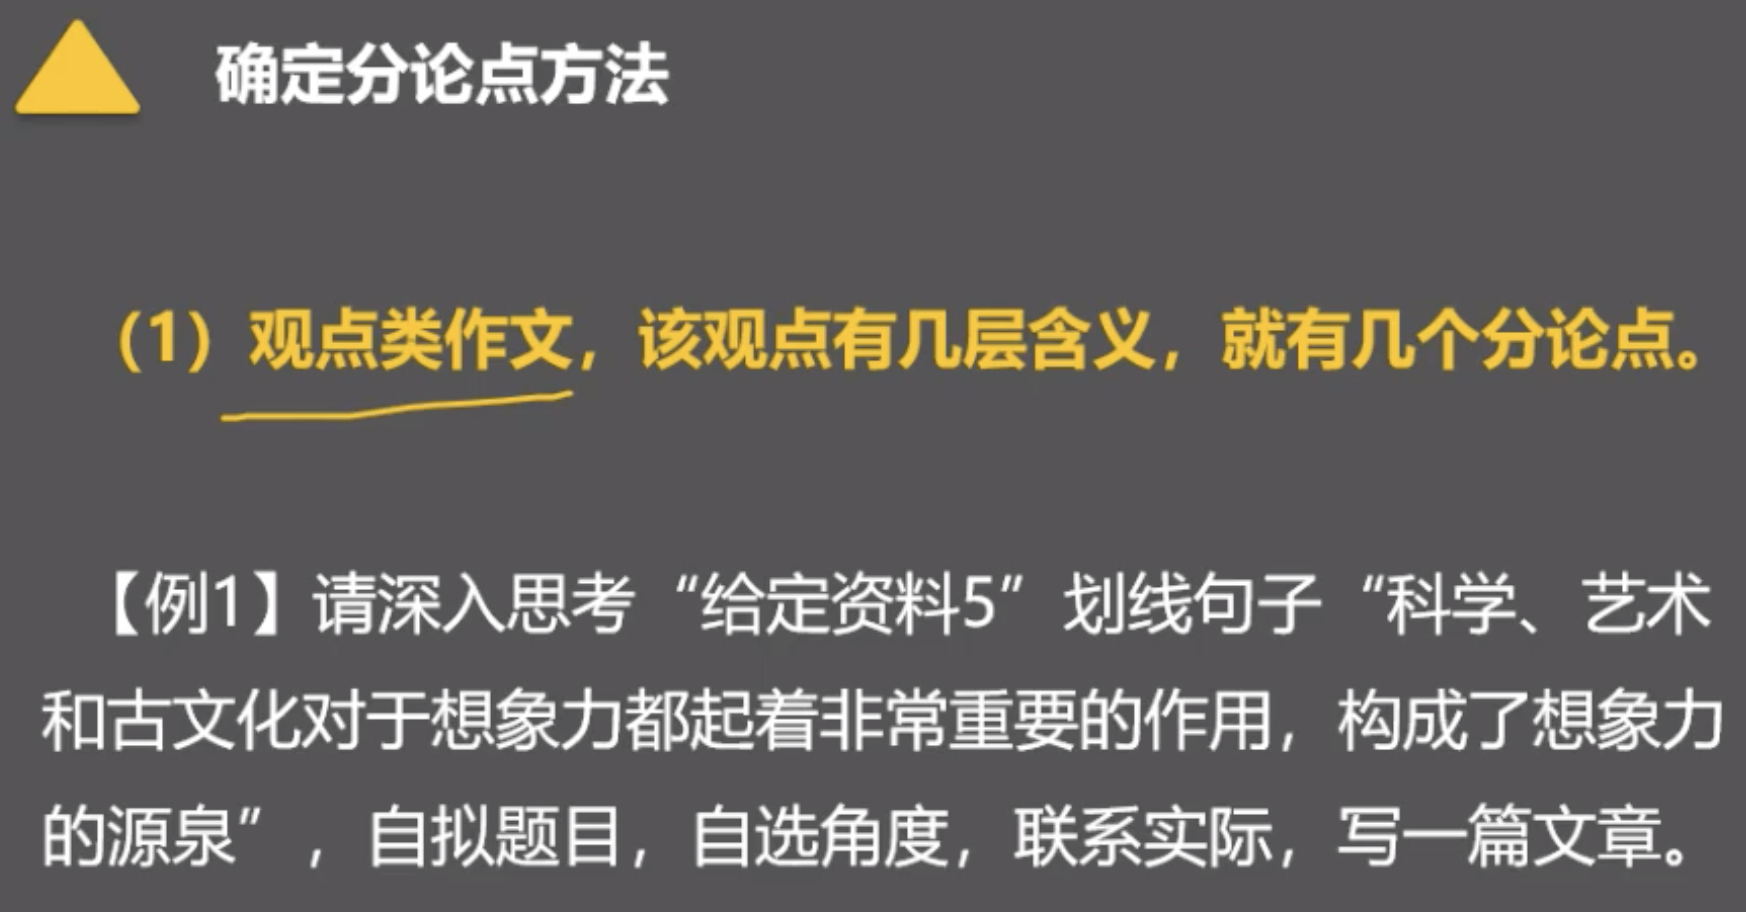 确定分论点方法
（1）观点类作文，该观点有几层含义，就有几个分论点。
【例1】请深入思考“给定资料5”划线句子“科学、艺术
和古文化对于想象力都起着非常重要的作用，构成了想象力
的源泉”，自拟题目，自选角度，联系实际，写一篇文章。